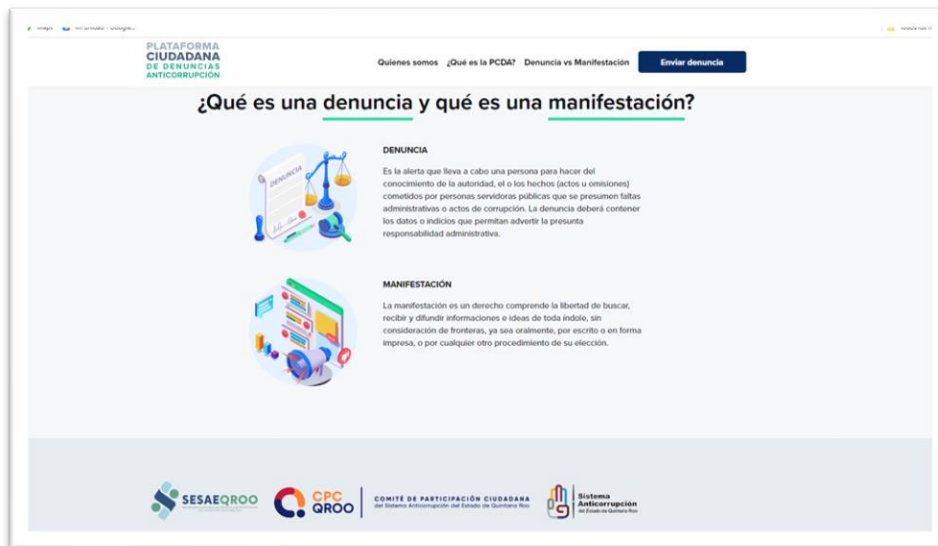 PLATAFORMA
CIUDADANA
DE DENUNCIAS
ANTICORRUPCIÓN
Quienes somos ¿Qué es la PCDA? Denuncia vs Manifestación Enviar denuncia
¿Qué es una denuncia y qué es una manifestación?
DENUNCIA
DENUNCIA
Es la alerta que lleva a cabo una persona para hacer del
conocimiento de la autoridad, el o los hechos (actos u omisiones)
cometidos por personas servidoras públicas que se presumen faltas
administrativas o actos de corrupción. La denuncia deberá contener
los datos o indicios que permitan advertir la presunta
responsabilidad administrativa.
MANIFESTACIÓN
La manifestación es un derecho comprende la libertad de buscar,
recibir y difundir informaciones e ideas de toda índole, sin
consideración de fronteras, ya sea oralmente, por escrito o en forma
impresa, o por cualquier otro procedimiento de su elección.
SESAEQROO
CPC
QROO
COMITÉ DE PARTICIPACIÓN CIUDADANA
del Sistema Anticorrupción del Estado de Quintana Roo
Sistema
Anticorrupción
del Estado de Quintana Roo